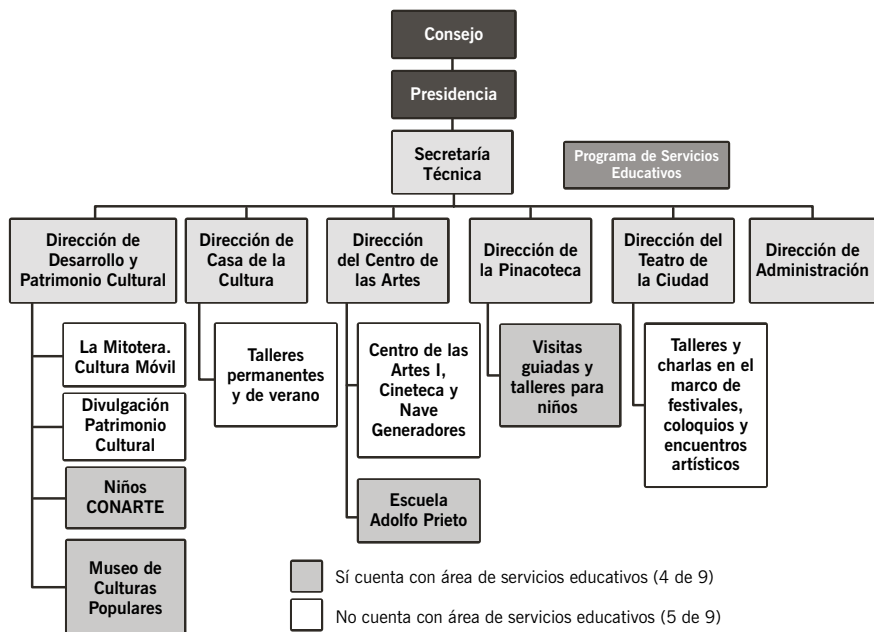 Consejo
Presidencia
Secretaría
Técnica
Programa de Servicios
Educativos
Dirección de
Desarrollo y
Patrimonio Cultural
Dirección de
Casa de la
Cultura
Dirección
del Centro de
las Artes
Dirección de
la Pinacoteca
Dirección del
Teatro de
la Ciudad
Dirección de
Administración
La Mitotera.
Cultura Móvil
Divulgación
Patrimonio
Cultural
Niños
CONARTE
Museo de
Culturas
Populares
Talleres
permanentes
y de verano
Centro de las
Artes I,
Cineteca y
Nave
Generadores
Escuela
Adolfo Prieto
Visitas
guiadas y
talleres para
niños
Talleres y
charlas en el
marco de
festivales,
coloquios y
encuentros
artísticos
Sí cuenta con área de servicios educativos (4 de 9)
No cuenta con área de servicios educativos (5 de 9)